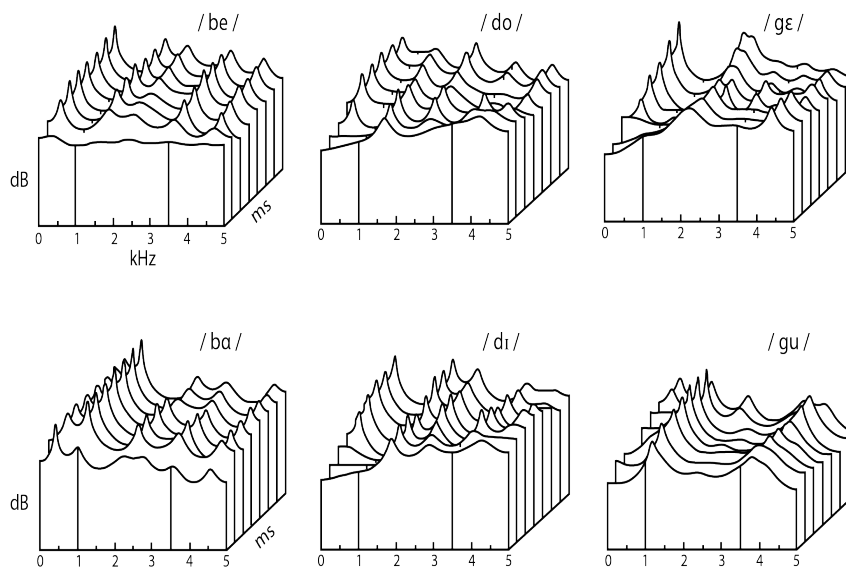 / be /
/ do /
/ gɛ /
dB
ms
0 1 2 3 4 5
0 1 2 3 4 5
0 1 2 3 4 5
kHz
/ bɑ /
/ dɪ /
/ gu /
dB
ms
0 1 2 3 4 5
0 1 2 3 4 5
0 1 2 3 4 5